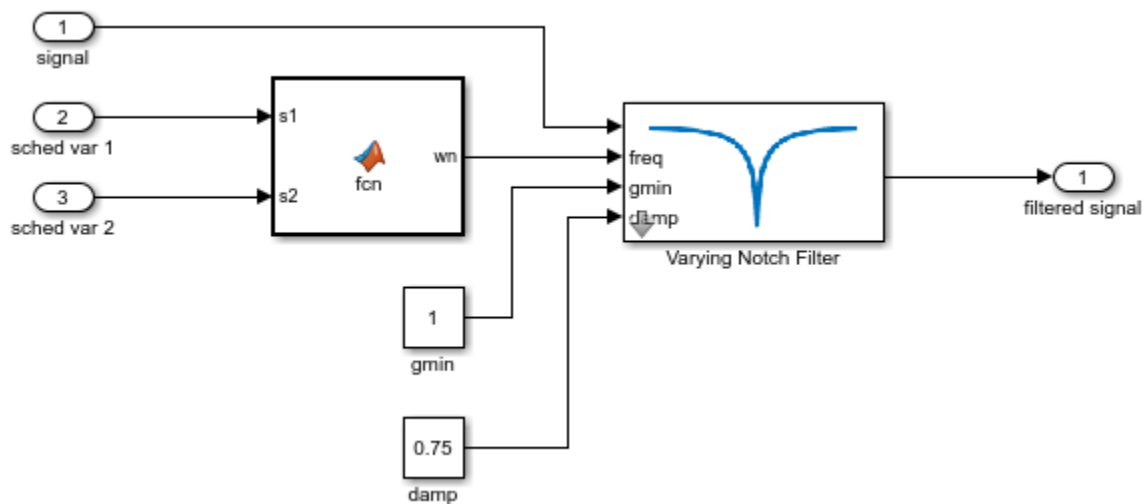 1
signal
2
sched var 1
3
sched var 2
s1
s2
fcn
wn
freq
gmin
damp
Varying Notch Filter
1
filtered signal
1
gmin
0.75
damp